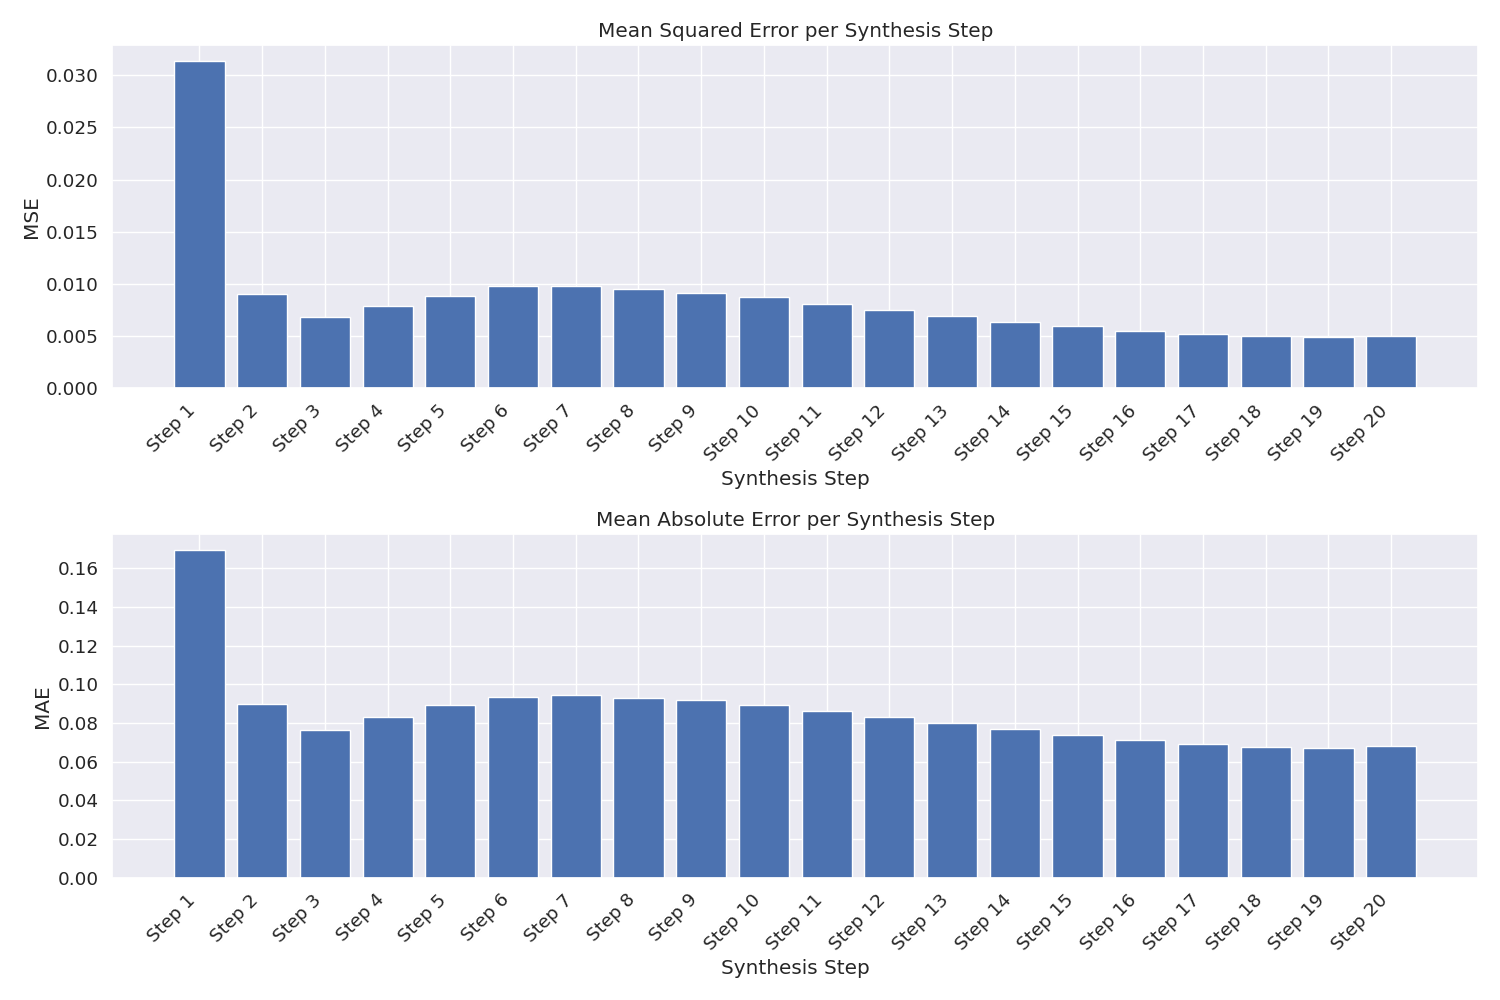 Mean Squared Error per Synthesis Step
MSE
0.030
0.025
0.020
0.015
0.010
0.005
0.000
Step 1
Step 2
Step 3
Step 4
Step 5
Step 6
Step 7
Step 8
Step 9
Step 10
Step 11
Step 12
Step 13
Step 14
Step 15
Step 16
Step 17
Step 18
Step 19
Step 20
Synthesis Step
Mean Absolute Error per Synthesis Step
MAE
0.16
0.14
0.12
0.10
0.08
0.06
0.04
0.02
0.00
Step 1
Step 2
Step 3
Step 4
Step 5
Step 6
Step 7
Step 8
Step 9
Step 10
Step 11
Step 12
Step 13
Step 14
Step 15
Step 16
Step 17
Step 18
Step 19
Step 20
Synthesis Step